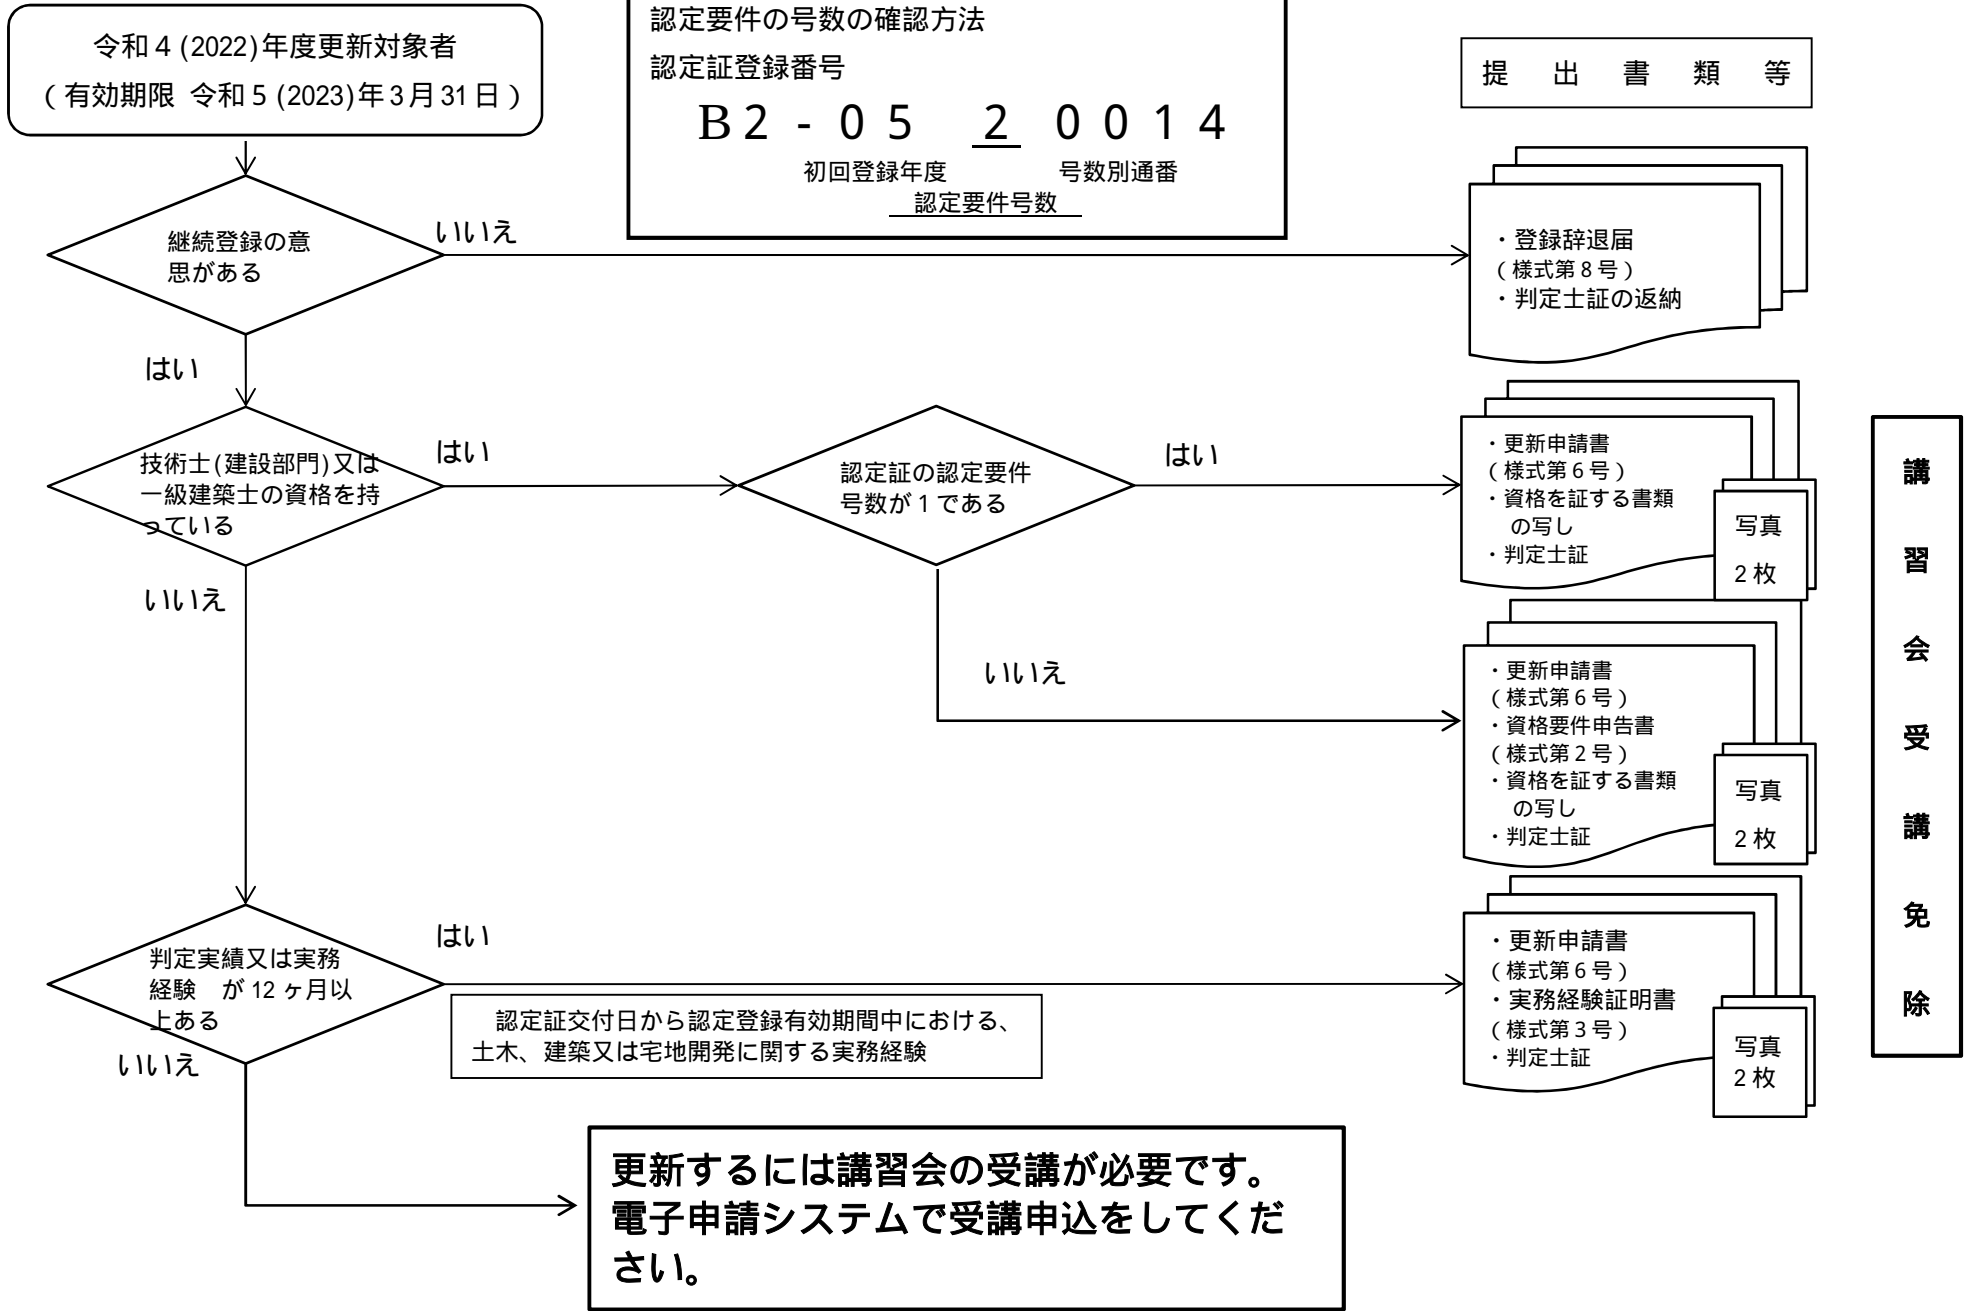 令和４(2022)年度更新対象者
（有効期限 令和５(2023)年３月31日）
認定要件の号数の確認方法
認定証登録番号
B２-０５ ２ ００１４
初回登録年度 号数別通番
認定要件号数
提出書類等
継続登録の意
思がある
いいえ
・登録辞退届
（様式第８号）
・判定士証の返納
はい
技術士(建設部門)又は
一級建築士の資格を持
っている
はい
認定証の認定要件
号数が１である
はい
・更新申請書
（様式第６号）
・資格を証する書類
の写し
・判定士証
写真
２枚
いいえ
いいえ
・更新申請書
（様式第６号）
・資格要件申告書
（様式第２号）
・資格を証する書類
の写し
・判定士証
写真
２枚
判定実績又は実務
経験　が12ヶ月以
上ある
はい
認定証交付日から認定登録有効期間中における、
土木、建築又は宅地開発に関する実務経験
・更新申請書
（様式第６号）
・実務経験証明書
（様式第３号）
・判定士証
写真
２枚
いいえ
更新するには講習会の受講が必要です。
電子申請システムで受講申込をしてくだ
さい。
講習会受講免除